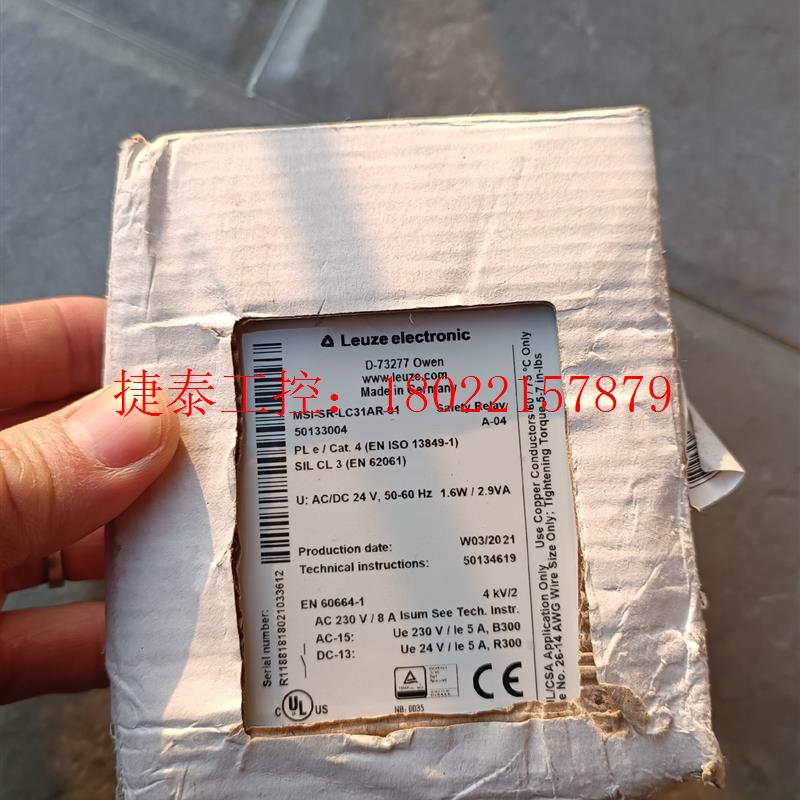 Leuze electronic
D-73277 Owen
www.leuze.com
Made in Germany
捷泰工控: 18022157879
MSI-SR-LC31AR-01 Safety Relay
50133004 A-04
PL e / Cat. 4 (EN ISO 13849-1)
SIL CL 3 (EN 62061)
U: AC/DC 24 V, 50-60 Hz 1.6W / 2.9VA
Production date: W03/2021
Technical instructions: 50134619
EN 60664-1 4 kV/2
AC 230 V / 8 A Isum See Tech. Instr.
AC-15: Ue 230 V / Ie 5 A, B300
DC-13: Ue 24 V / Ie 5 A, R300
C UL US
NB: 0035
CE
Serial number:
R11881818021033612
UL/CSA Application Only Use Copper Conductors 60 / °C Only
No. 26-14 AWG Wire Size Only; Tightening Torque 5-7 in-lbs